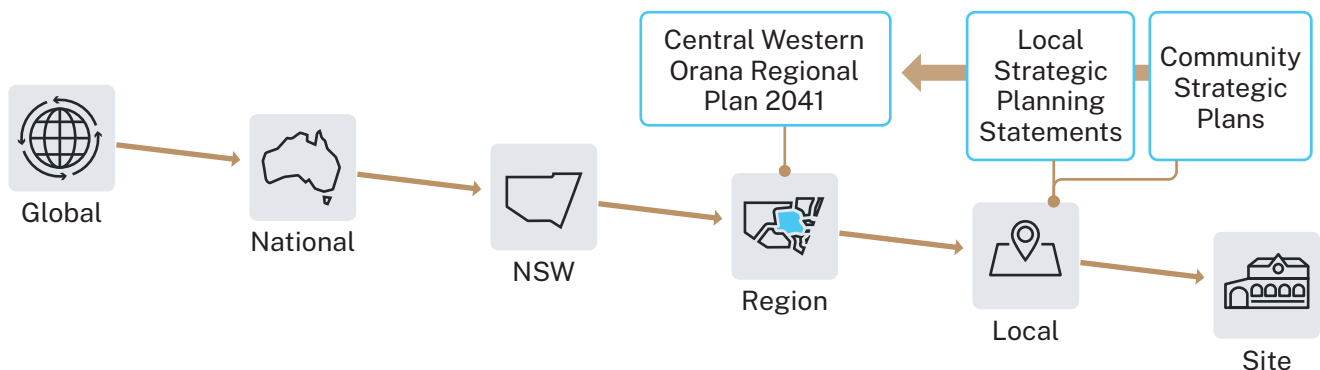 Central Western
Orana Regional
Plan 2041
Local
Strategic
Planning
Statements
Community
Strategic
Plans
Global
National
NSW
Region
Local
Site